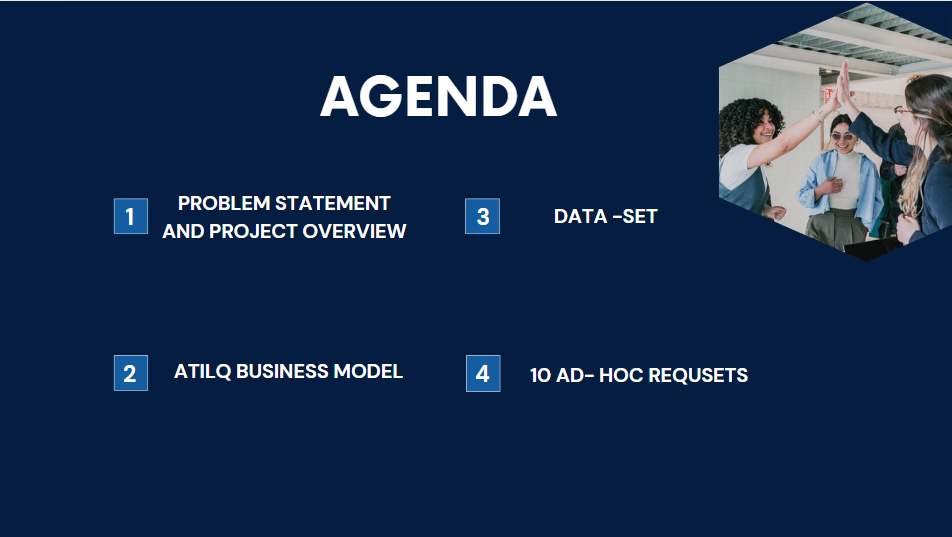 AGENDA
1
PROBLEM STATEMENT
AND PROJECT OVERVIEW
2
ATILQ BUSINESS MODEL
3
DATA -SET
4
10 AD- HOC REQUSETS